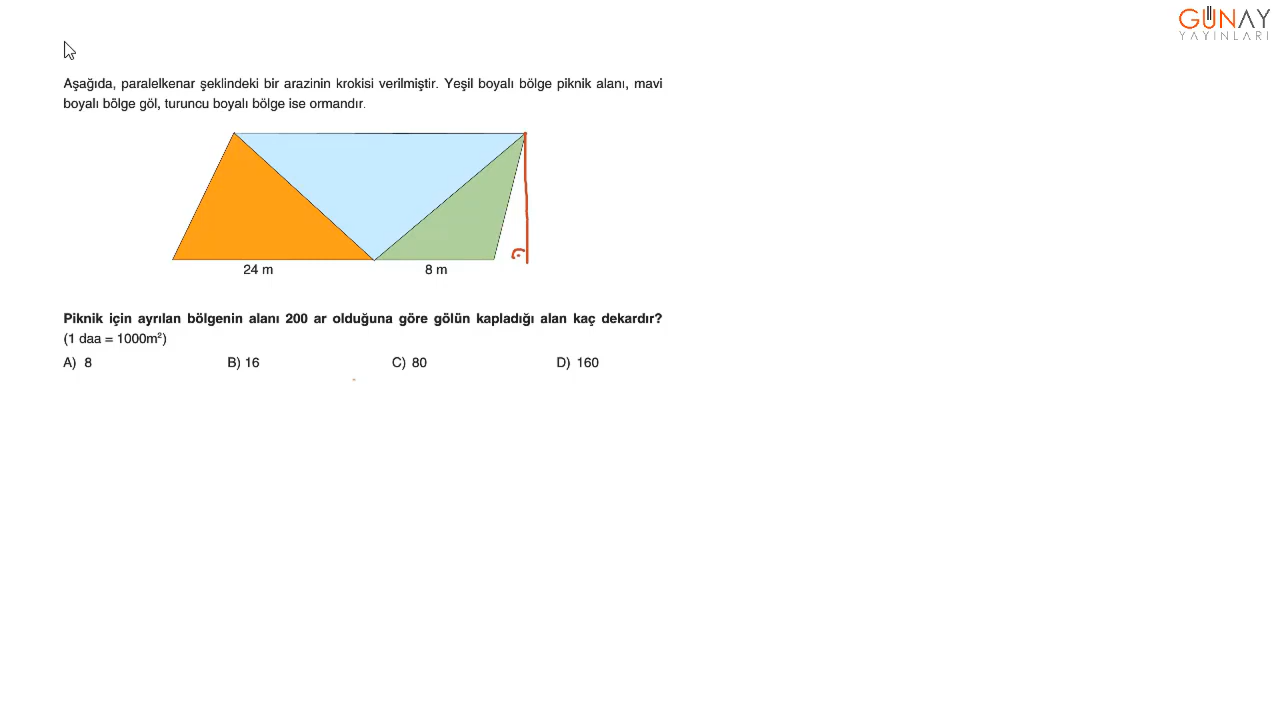 GÜNAY
YAYINLARI
Aşağıda, paralelkenar şeklindeki bir arazinin krokisi verilmiştir. Yeşil boyalı bölge piknik alanı, mavi
boyalı bölge göl, turuncu boyalı bölge ise ormandır.
24 m
8 m
Piknik için ayrılan bölgenin alanı 200 ar olduğuna göre gölün kapladığı alan kaç dekardır?
(1 daa = 1000m²)
A) 8
B) 16
C) 80
D) 160